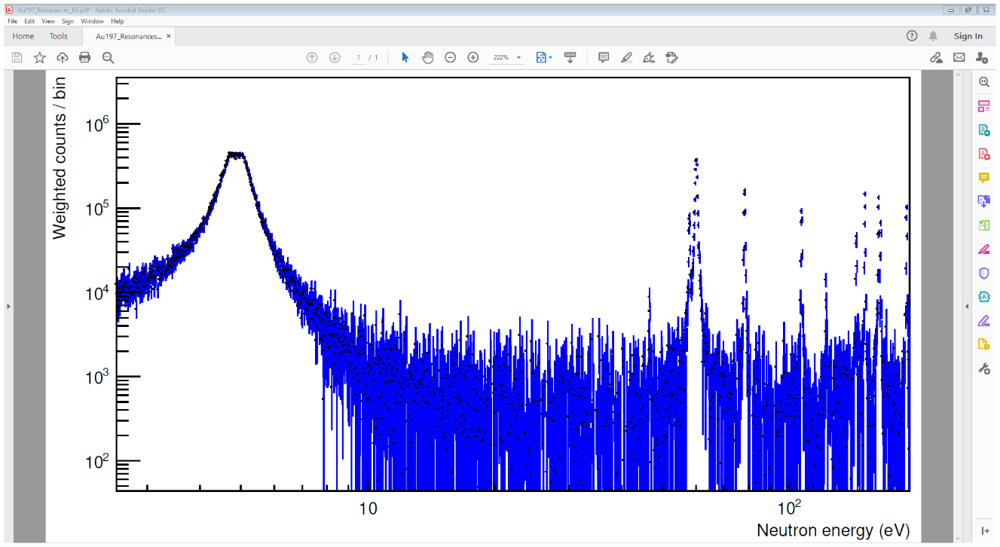 Au197_Resonances_En.pdf - Adobe Acrobat Reader DC
File Edit View Sign Window Help
Home Tools Au197_Resonances... ×
? Sign In
1 / 1 222%
Weighted counts / bin
10⁶
10⁵
10⁴
10³
10²
10 10²
Neutron energy (eV)